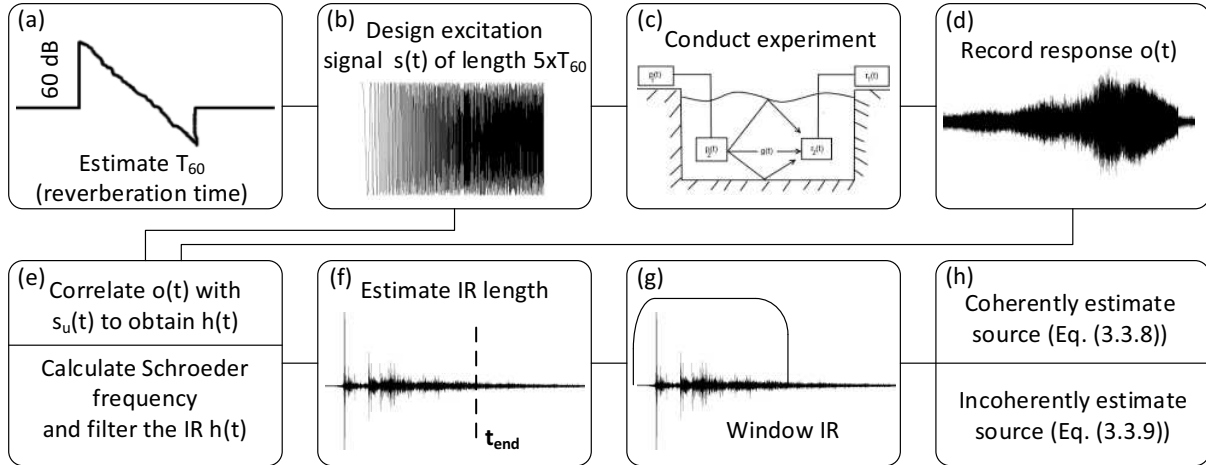 (a)
60 dB
Estimate T60
(reverberation time)
(b)
Design excitation
signal s(t) of length 5xT60
(c)
Conduct experiment
r₁(t)
g(t)
r₂(t)
(d)
Record response o(t)
(e)
Correlate o(t) with
su(t) to obtain h(t)
Calculate Schroeder
frequency
and filter the IR h(t)
(f)
Estimate IR length
tend
(g)
Window IR
(h)
Coherently estimate
source (Eq. (3.3.8))
Incoherently estimate
source (Eq. (3.3.9))